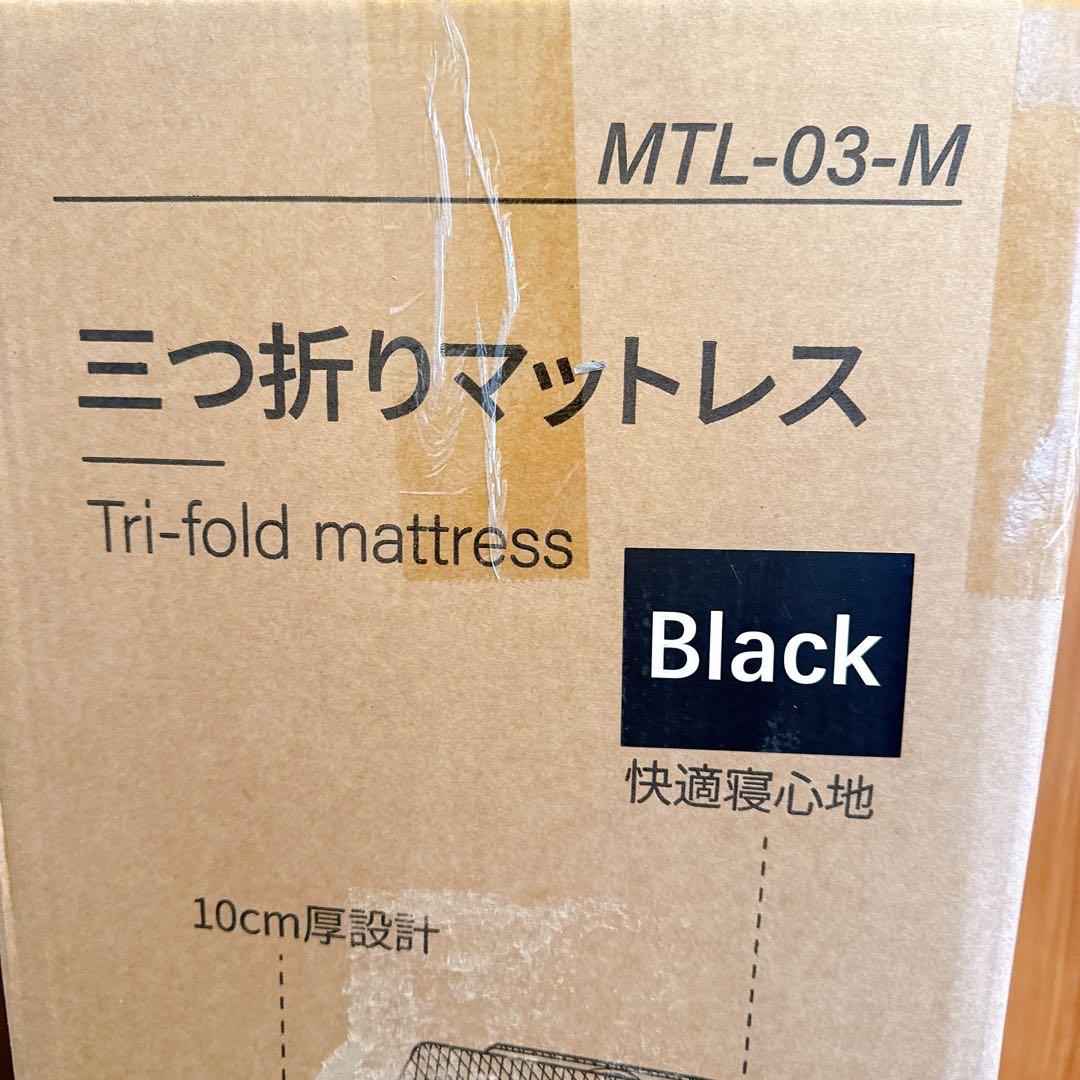 MTL-03-M
三つ折りマットレス
Tri-fold mattress
Black
快適寝心地
10cm厚設計